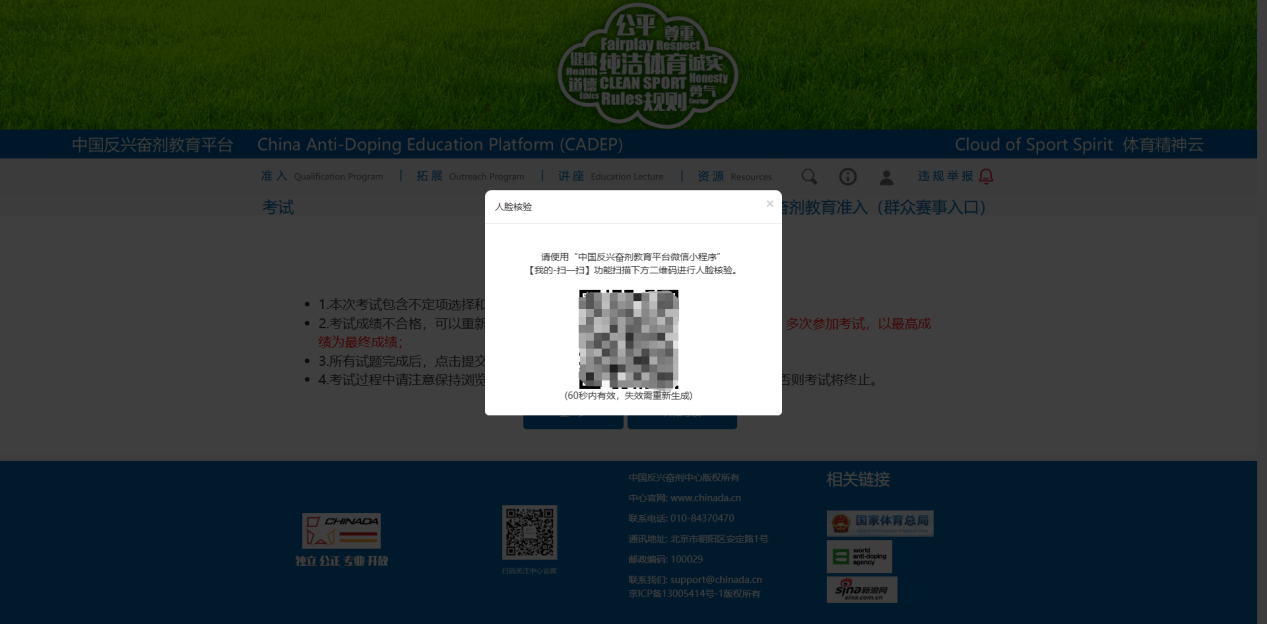 公平 尊重
Fairplay Respect
健康 纯洁体育 诚实
Health CLEAN SPORT Honesty
道德 Rules 规则 勇气
Ethics Courage
中国反兴奋剂教育平台 China Anti-Doping Education Platform (CADEP)
Cloud of Sport Spirit 体育精神云
准入 Qualification Program | 拓展 Outreach Program | 讲座 Education Lecture | 资源 Resources
违规举报
考试
剂教育准入（群众赛事入口）
人脸核验
×
请使用“中国反兴奋剂教育平台微信小程序”
【我的-扫一扫】功能扫描下方二维码进行人脸核验。
(60秒内有效，失效需重新生成)
1.本次考试包含不定项选择和
2.考试成绩不合格，可以重新
多次参加考试，以最高成
绩为最终成绩；
3.所有试题完成后，点击提交
4.考试过程中请注意保持浏览
否则考试将终止。
CHINADA
独立 公正 专业 开放
扫码关注中心官微
中国反兴奋剂中心版权所有
中心官网: www.chinada.cn
联系电话: 010-84370470
通讯地址: 北京市朝阳区安定路1号
邮政编码: 100029
联系我们: support@chinada.cn
京ICP备13005414号-1版权所有
相关链接
国家体育总局
world
anti-doping
agency
sina新浪网
sina.com.cn